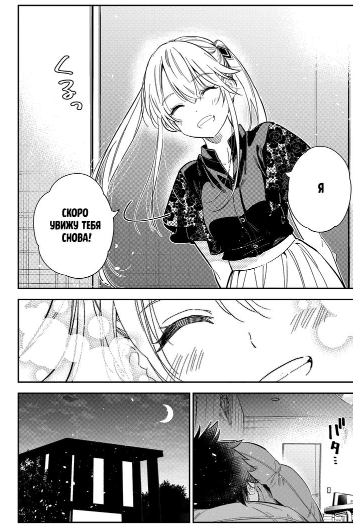 Я
СКОРО
УВИЖУ ТЕБЯ
СНОВА!
くるっ
バタ…